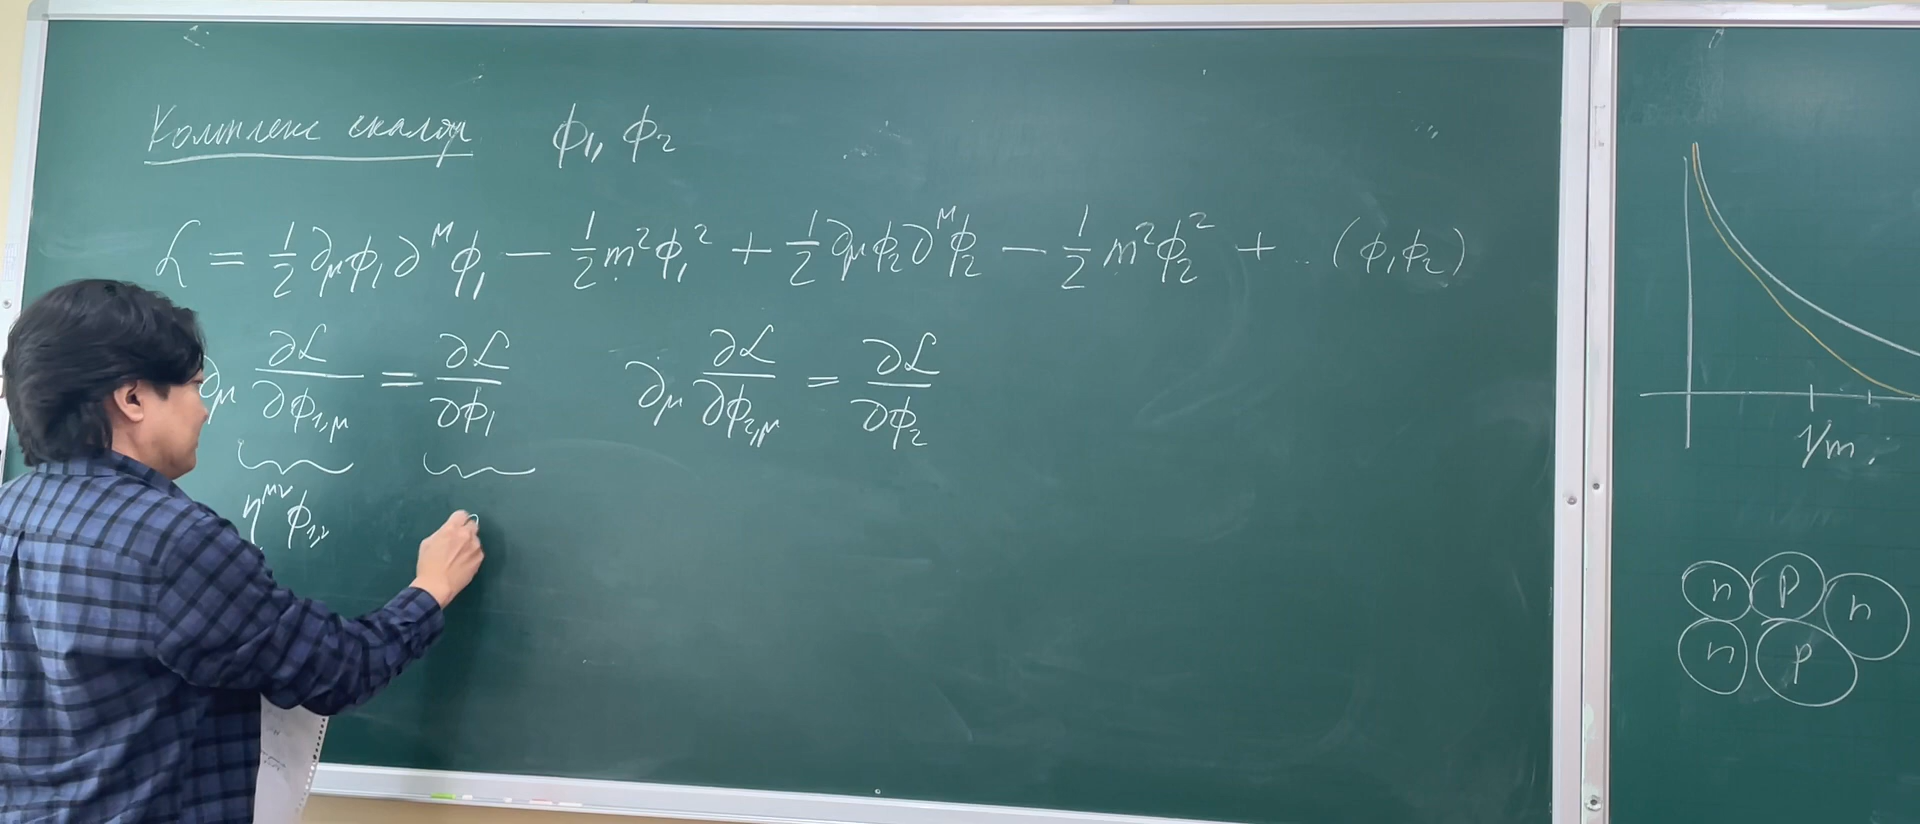 Комплекс скаляр ϕ₁, ϕ₂
ℒ = 1/2 ∂_μϕ₁∂^μϕ₁ − 1/2 m²ϕ₁² + 1/2 ∂_μϕ₂∂^μϕ₂ − 1/2 m²ϕ₂² + .. (ϕ₁ϕ₂)
∂_μ ∂ℒ/∂ϕ₁,μ = ∂ℒ/∂ϕ₁ ∂_μ ∂ℒ/∂ϕ₂,μ = ∂ℒ/∂ϕ₂
η^μν ϕ₁,ν
1/m
n p n
n p